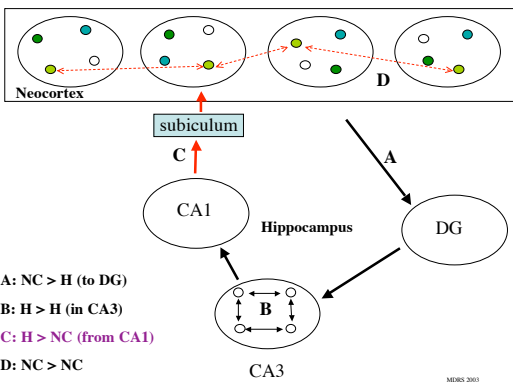 D
Neocortex
subiculum
C
A
CA1
Hippocampus
DG
A: NC > H (to DG)
B
B: H > H (in CA3)
C: H > NC (from CA1)
D: NC > NC
CA3
MDRS 2003